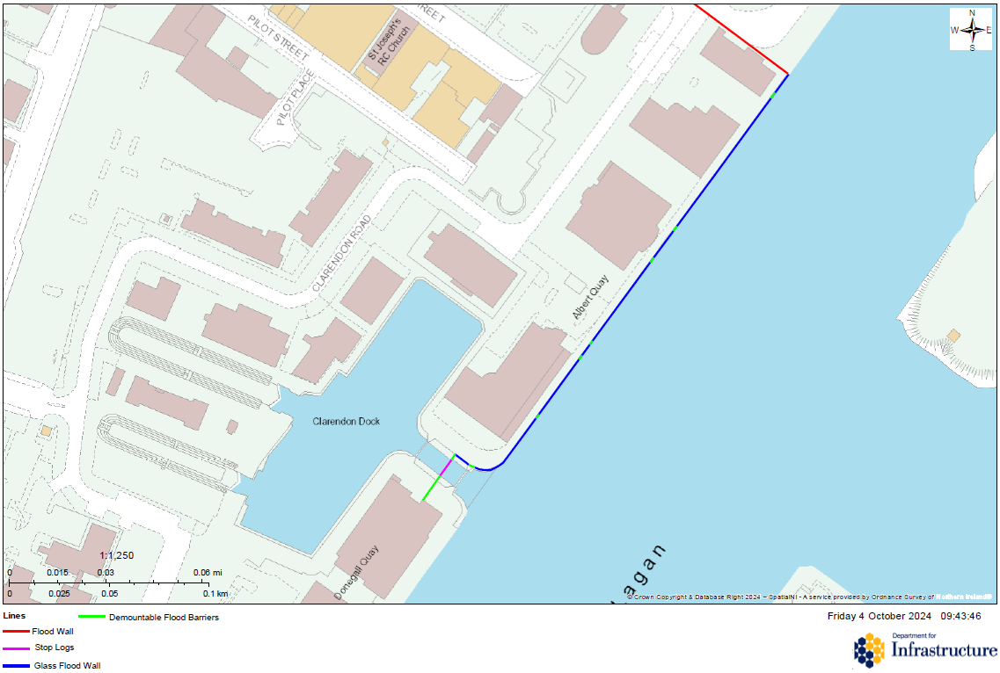 PILOT STREET
STREET
St Joseph's
RC Church
PILOT PLACE
N
W E
S
CLARENDON ROAD
Albert Quay
Clarendon Dock
Donegall Quay
agan
1:1,250
0 0.015 0.03 0.06 mi
0 0.025 0.05 0.1 km
© Crown Copyright & Database Right 2024 – SpatialNI - A service provided by Ordnance Survey of Northern Ireland®
Lines
Demountable Flood Barriers
Flood Wall
Stop Logs
Glass Flood Wall
Friday 4 October 2024 09:43:46
Department for
Infrastructure